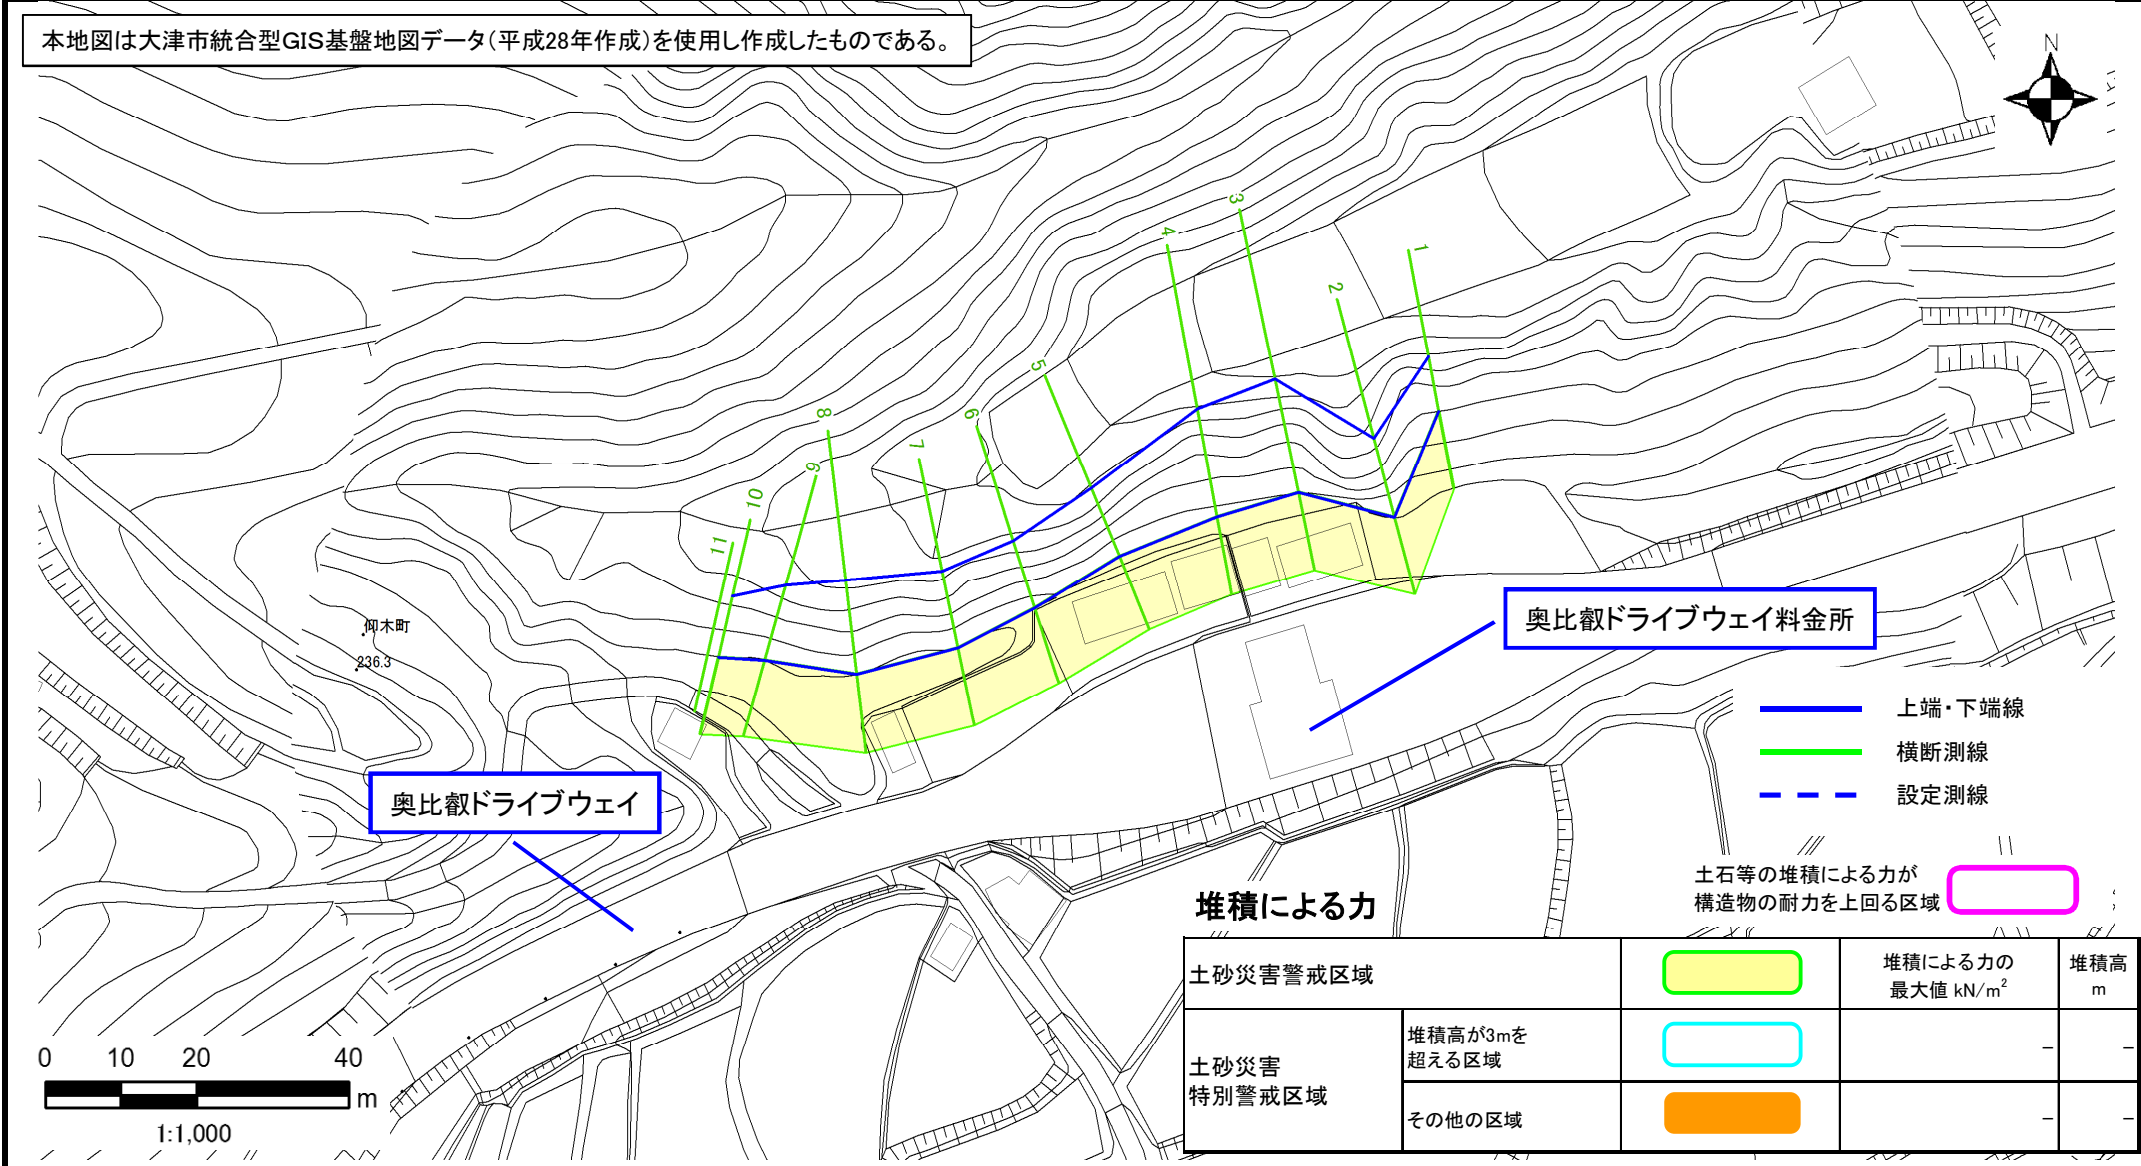 本地図は大津市統合型GIS基盤地図データ(平成28年作成)を使用し作成したものである。
N
3
4
1
2
5
6
8
7
9
10
11
仰木町
236.3
奥比叡ドライブウェイ料金所
奥比叡ドライブウェイ
上端・下端線
横断測線
設定測線
土石等の堆積による力が
構造物の耐力を上回る区域
堆積による力
土砂災害警戒区域
堆積による力の
最大値 kN/m²
堆積高
m
土砂災害
特別警戒区域
堆積高が3mを
超える区域
－ －
その他の区域
－ －
0 10 20 40
m
1:1,000